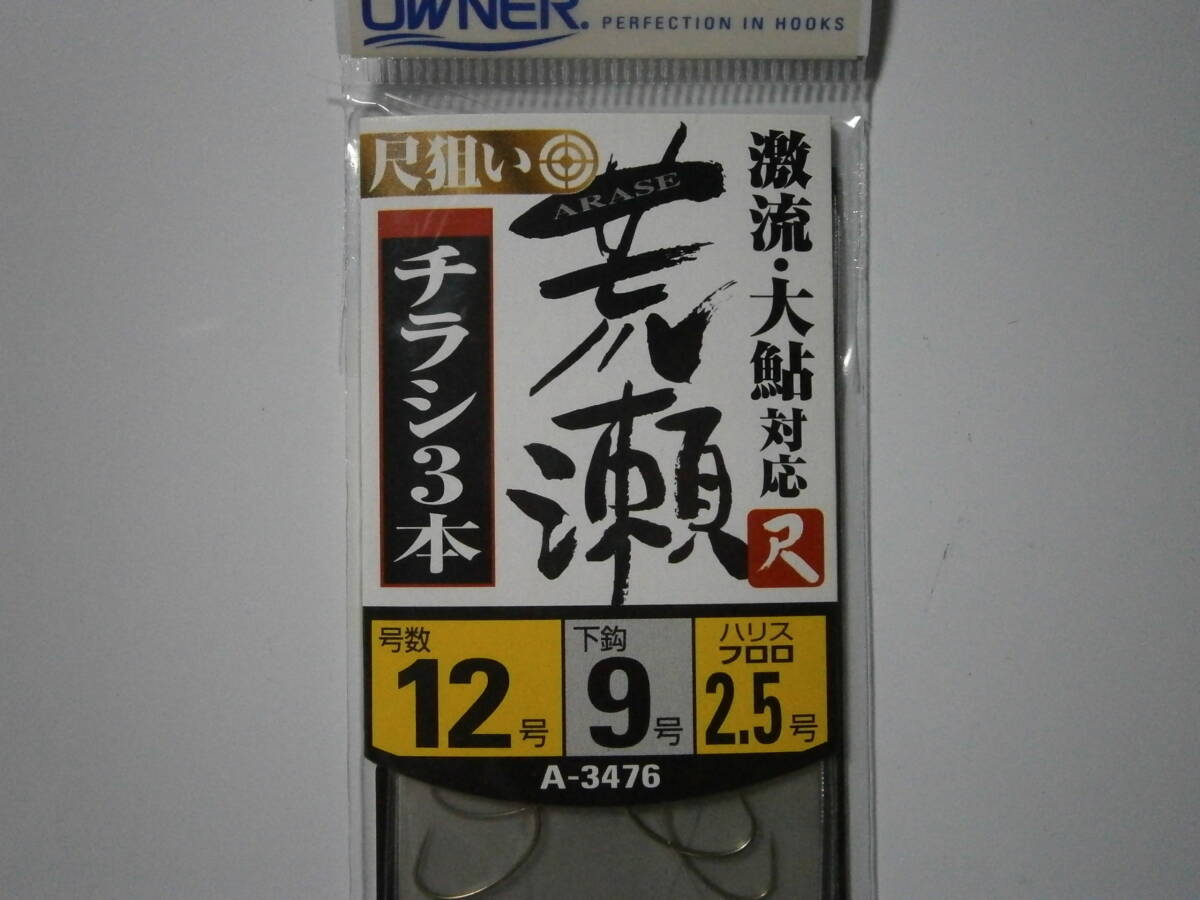 OWNER. PERFECTION IN HOOKS
尺狙い
激流・大鮎対応
尺
荒瀬
ARASE
チラシ3本
号数
12号
下鈎
9号
ハリス
フロロ
2.5号
A-3476